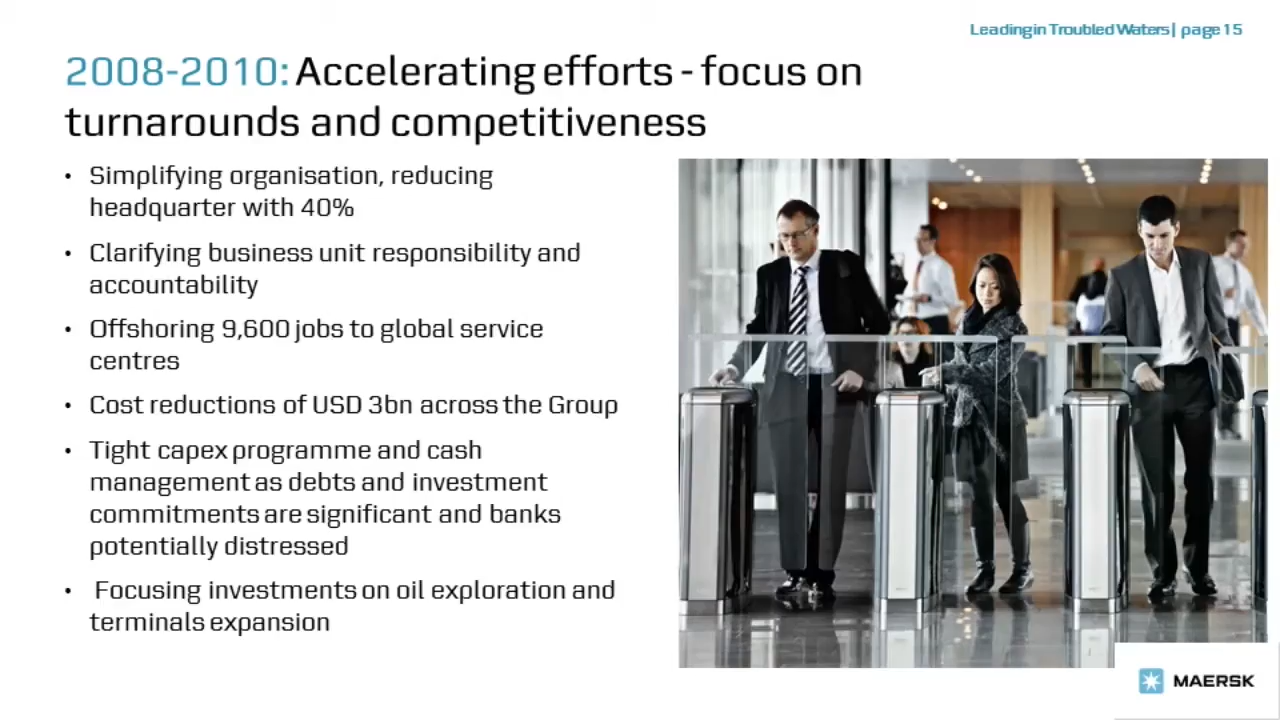 Leading in Troubled Waters | page 15
2008-2010: Accelerating efforts - focus on
turnarounds and competitiveness
• Simplifying organisation, reducing
headquarter with 40%
• Clarifying business unit responsibility and
accountability
• Offshoring 9,600 jobs to global service
centres
• Cost reductions of USD 3bn across the Group
• Tight capex programme and cash
management as debts and investment
commitments are significant and banks
potentially distressed
• Focusing investments on oil exploration and
terminals expansion
MAERSK